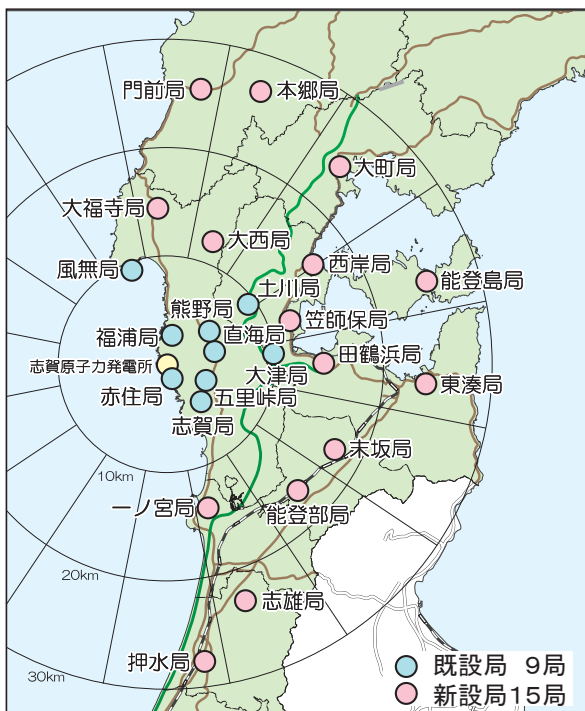 門前局
本郷局
大町局
大福寺局
大西局
風無局
西岸局
能登島局
土川局
熊野局
笠師保局
福浦局
直海局
志賀原子力発電所
田鶴浜局
大津局
赤住局
五里峠局
東湊局
志賀局
末坂局
10km
一ノ宮局
能登部局
20km
志雄局
押水局
30km
既設局 9局
新設局15局